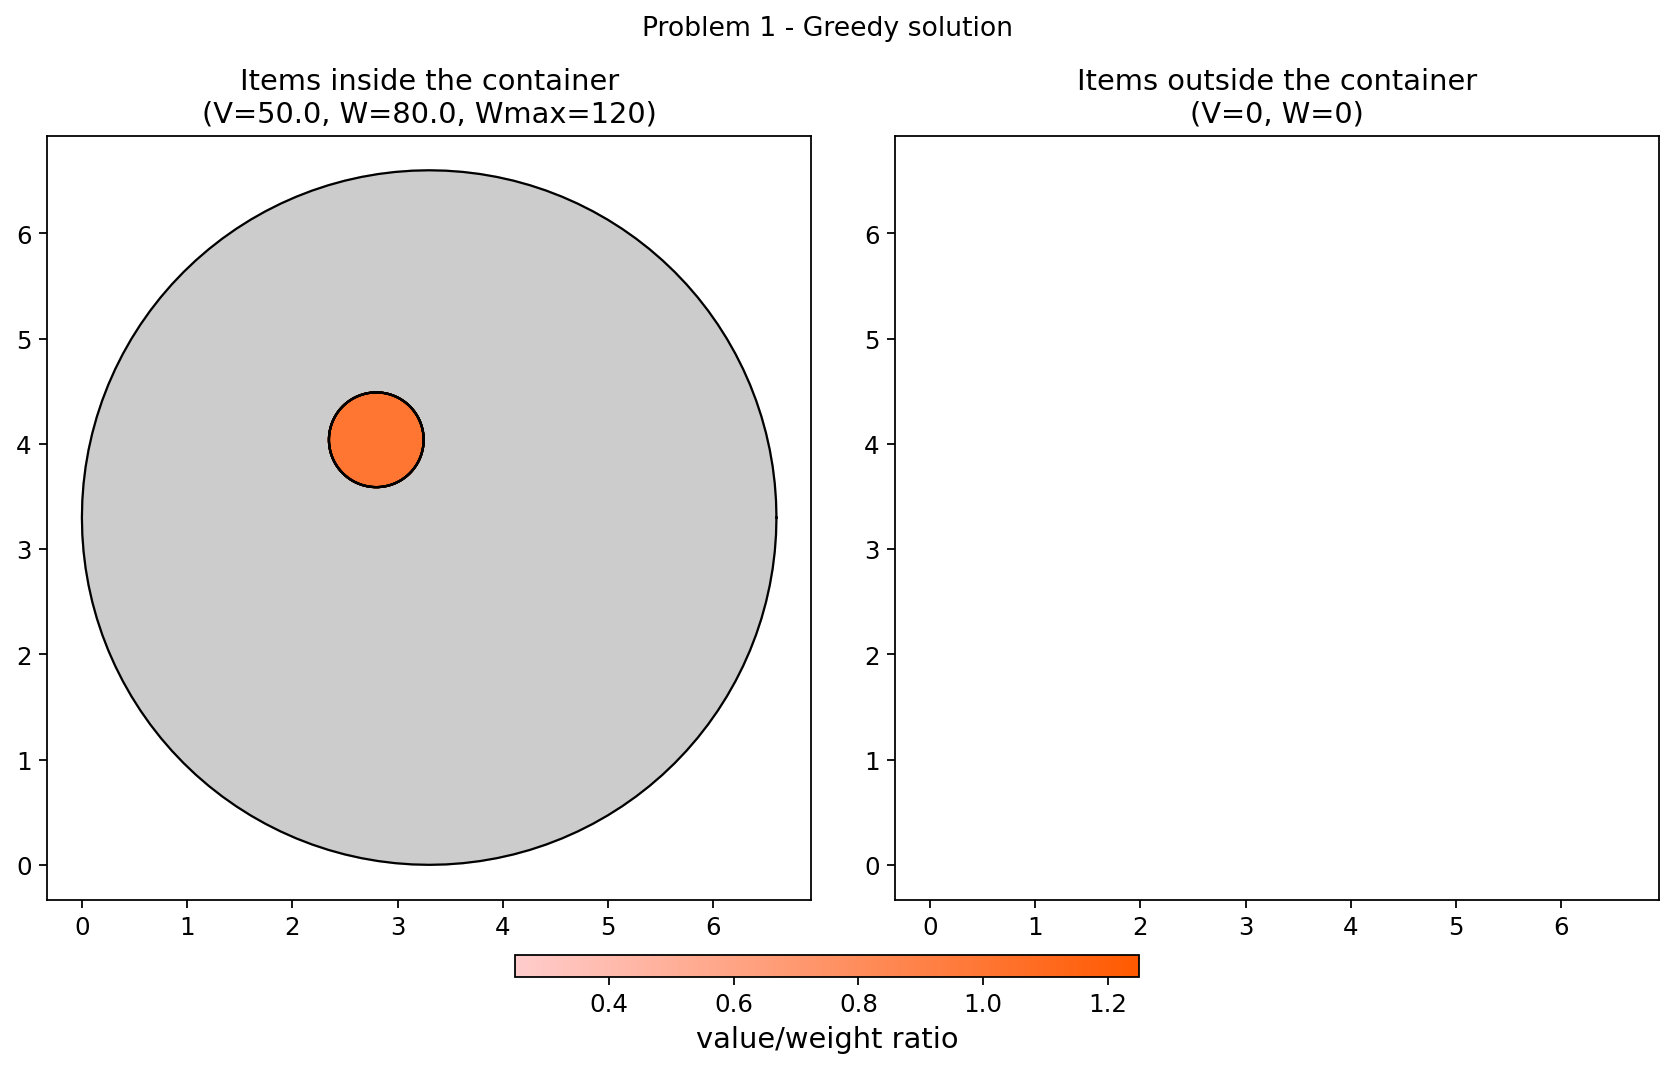 Problem 1 - Greedy solution
Items inside the container
(V=50.0, W=80.0, Wmax=120)
Items outside the container
(V=0, W=0)
6
5
4
3
2
1
0
0 1 2 3 4 5 6
6
5
4
3
2
1
0
0 1 2 3 4 5 6
0.4 0.6 0.8 1.0 1.2
value/weight ratio